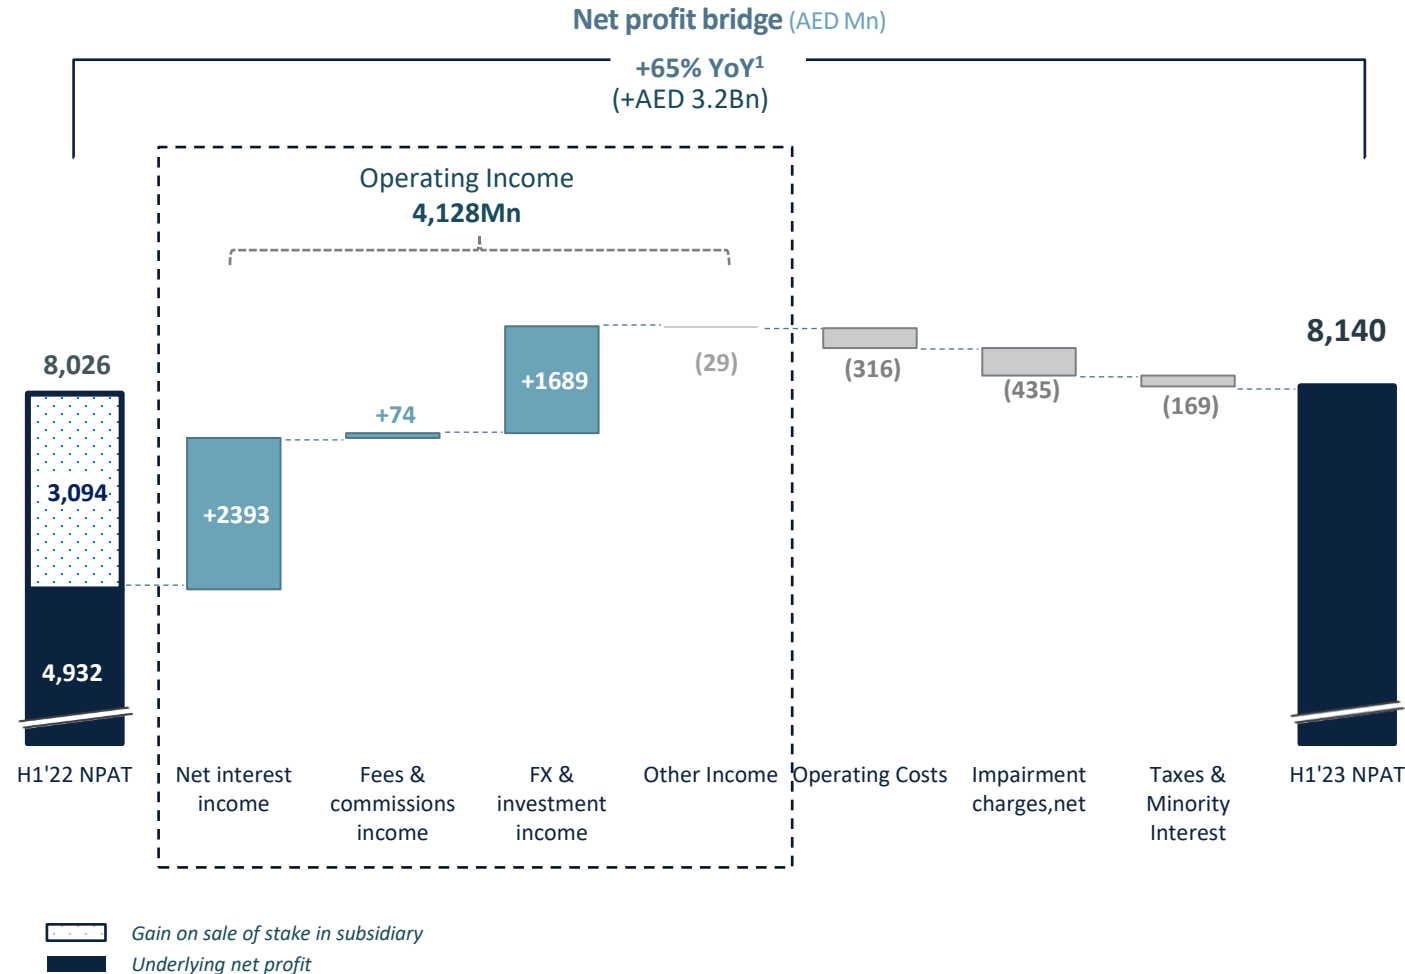 Net profit bridge (AED Mn)
+65% YoY¹
(+AED 3.2Bn)
Operating Income
4,128Mn
8,026
3,094
4,932
+2393
+74
+1689
(29)
(316)
(435)
(169)
8,140
H1'22 NPAT
Net interest
income
Fees &
commissions
income
FX &
investment
income
Other Income
Operating Costs
Impairment
charges,net
Taxes &
Minority
Interest
H1'23 NPAT
Gain on sale of stake in subsidiary
Underlying net profit